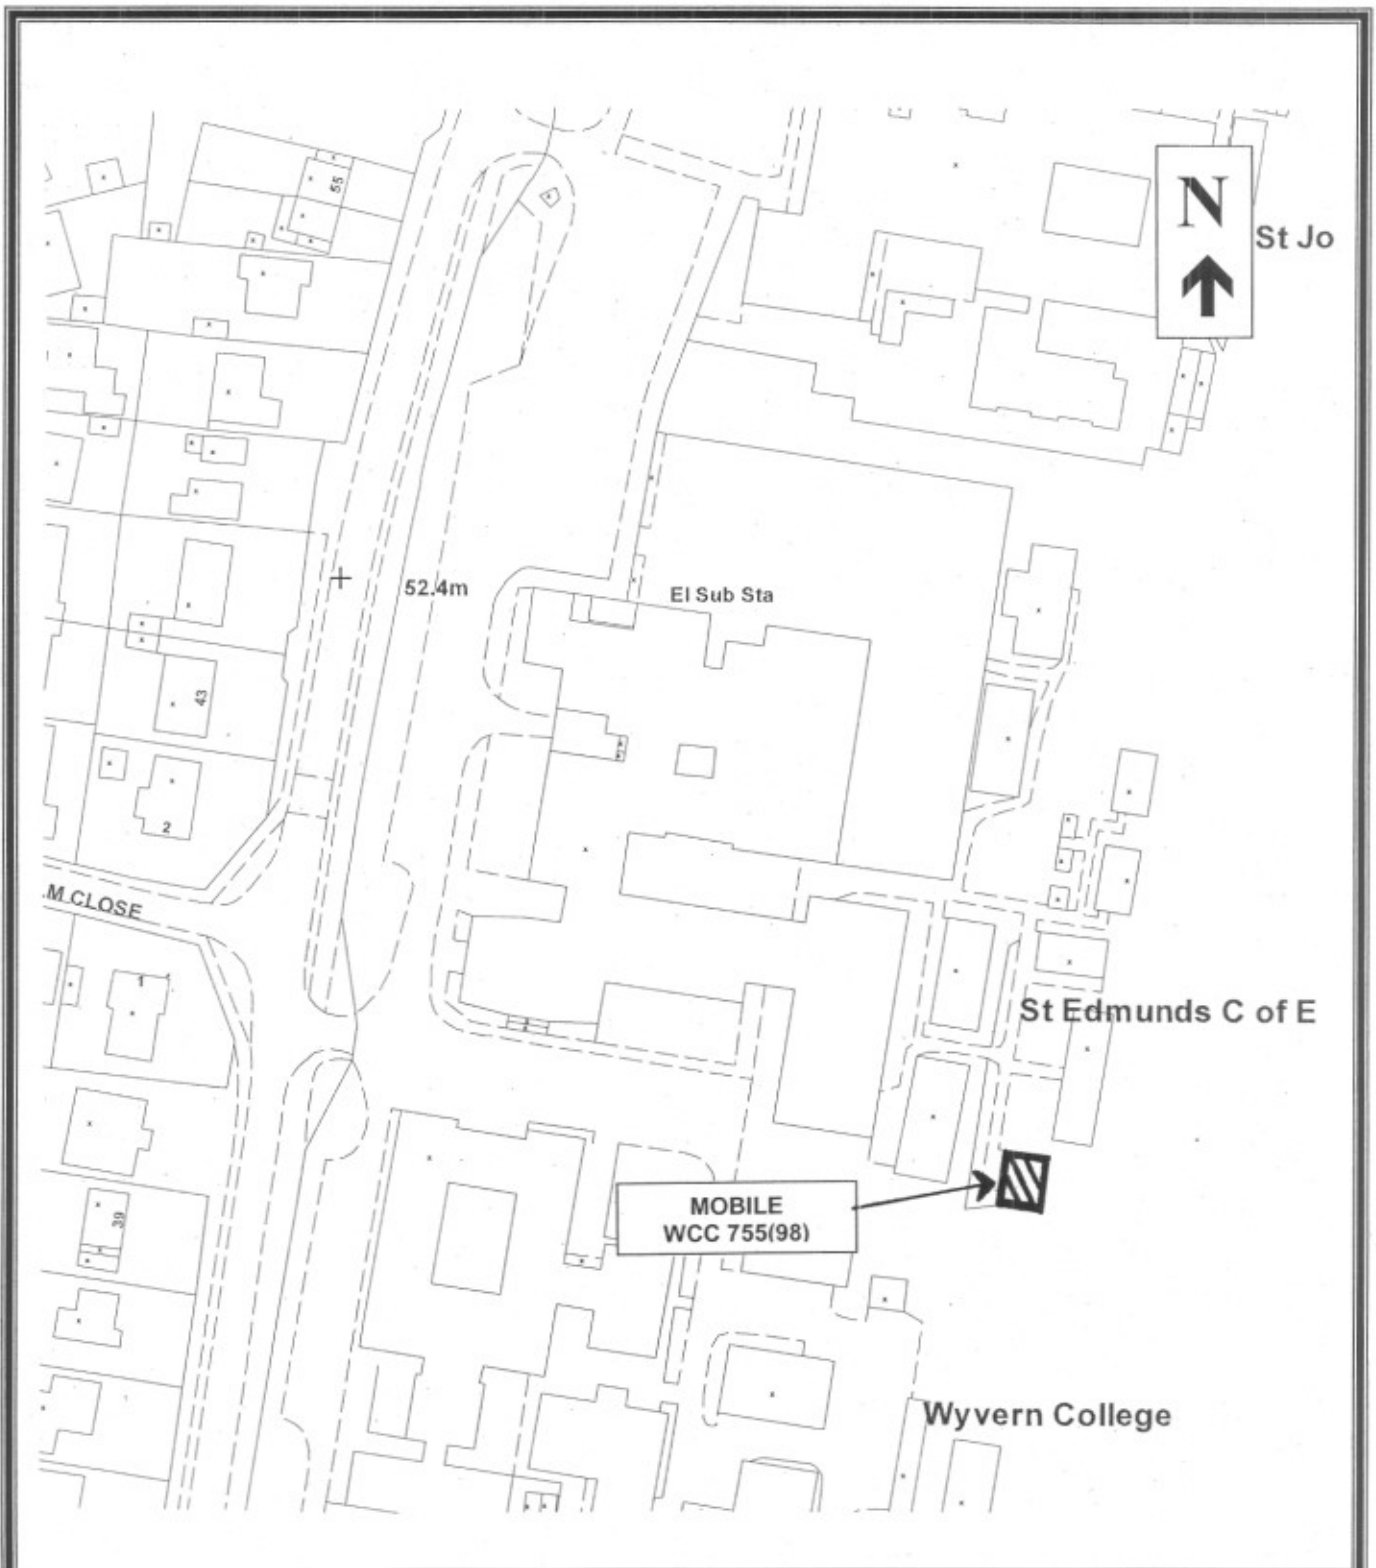 N
St Jo
55
52.4m
El Sub Sta
43
2
.M CLOSE
1
St Edmunds C of E
MOBILE
WCC 755(98)
39
Wyvern College